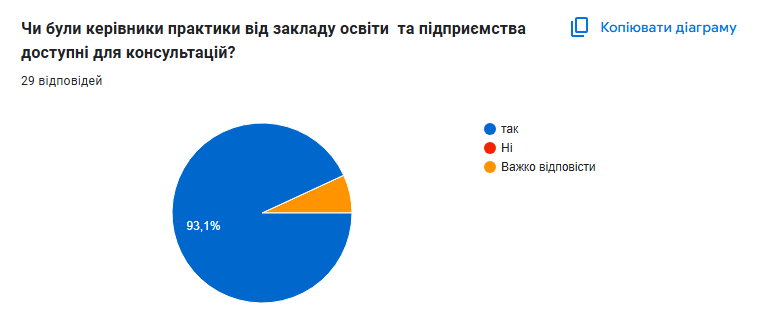 Чи були керівники практики від закладу освіти  та підприємства
доступні для консультацій?
Копіювати діаграму
29 відповідей
93,1%
так
Ні
Важко відповісти